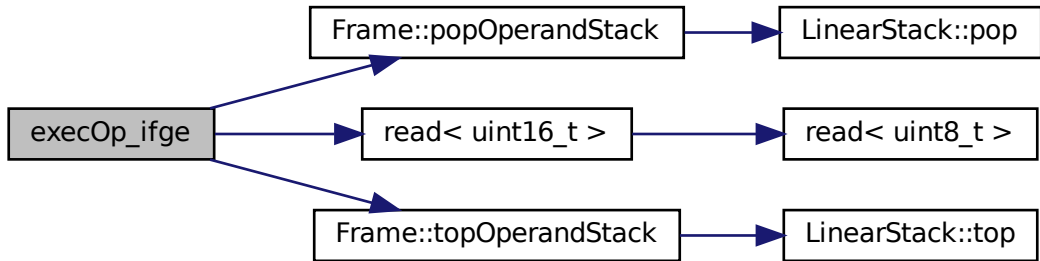 Frame::popOperandStack
LinearStack::pop
execOp_ifge
read< uint16_t >
read< uint8_t >
Frame::topOperandStack
LinearStack::top